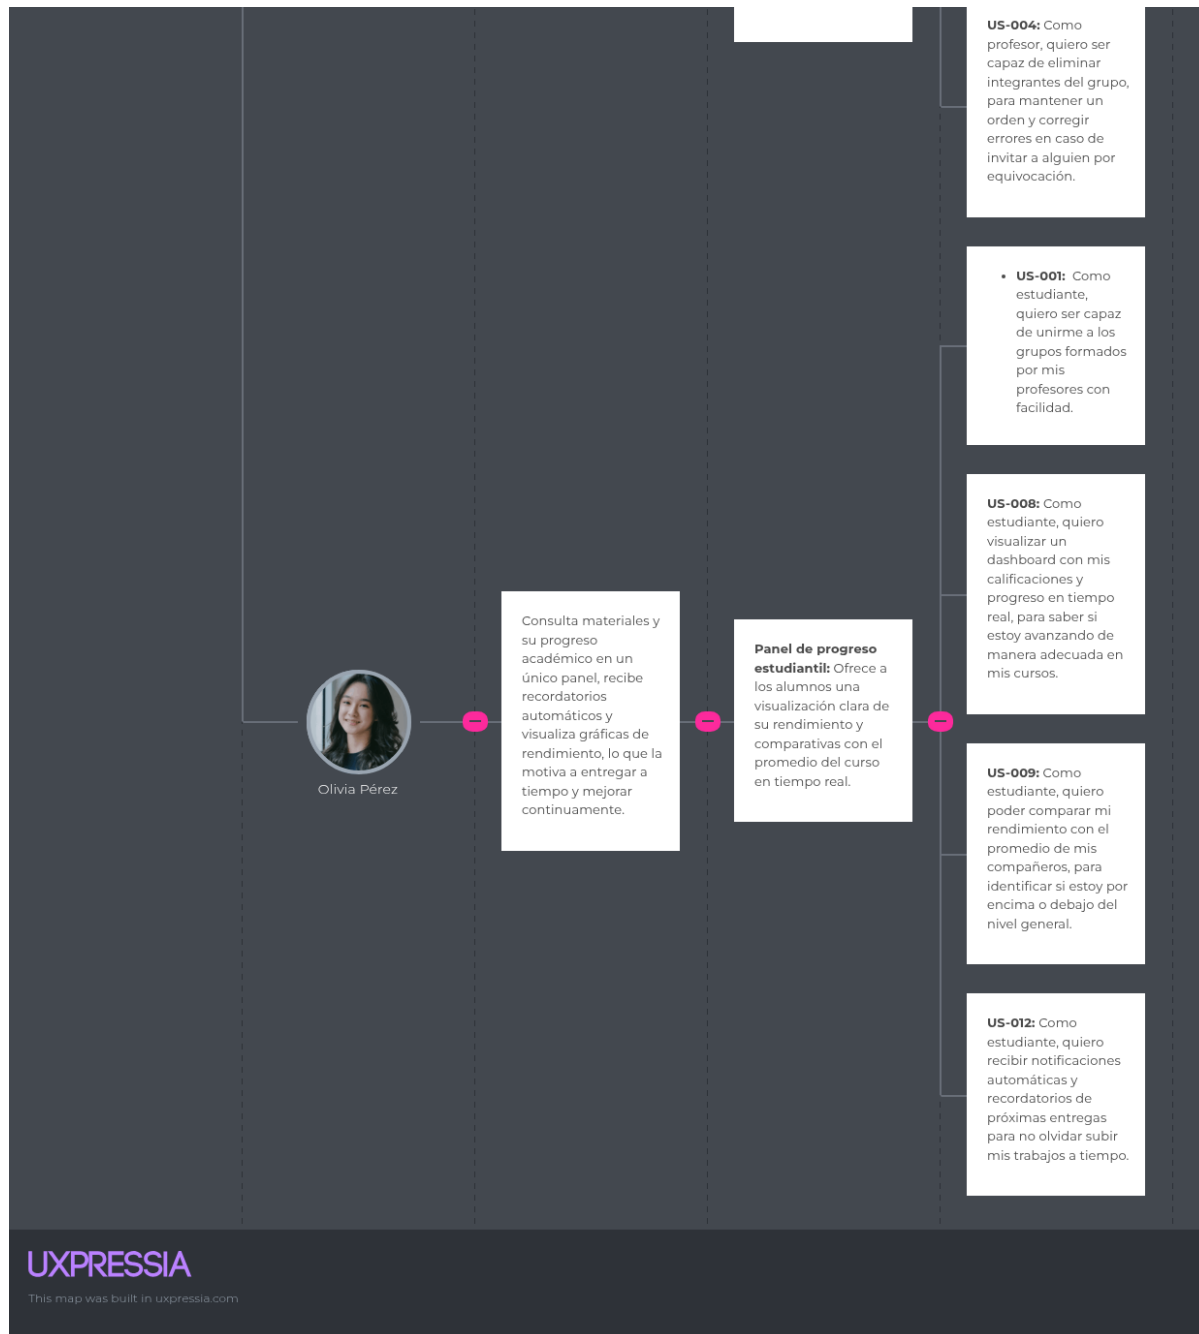 US-004: Como
profesor, quiero ser
capaz de eliminar
integrantes del grupo,
para mantener un
orden y corregir
errores en caso de
invitar a alguien por
equivocación.
• US-001: Como
estudiante,
quiero ser capaz
de unirme a los
grupos formados
por mis
profesores con
facilidad.
US-008: Como
estudiante, quiero
visualizar un
dashboard con mis
calificaciones y
progreso en tiempo
real, para saber si
estoy avanzando de
manera adecuada en
mis cursos.
Olivia Pérez
Consulta materiales y
su progreso
académico en un
único panel, recibe
recordatorios
automáticos y
visualiza gráficas de
rendimiento, lo que la
motiva a entregar a
tiempo y mejorar
continuamente.
Panel de progreso
estudiantil: Ofrece a
los alumnos una
visualización clara de
su rendimiento y
comparativas con el
promedio del curso
en tiempo real.
US-009: Como
estudiante, quiero
poder comparar mi
rendimiento con el
promedio de mis
compañeros, para
identificar si estoy por
encima o debajo del
nivel general.
US-012: Como
estudiante, quiero
recibir notificaciones
automáticas y
recordatorios de
próximas entregas
para no olvidar subir
mis trabajos a tiempo.
UXPRESSIA
This map was built in uxpressia.com